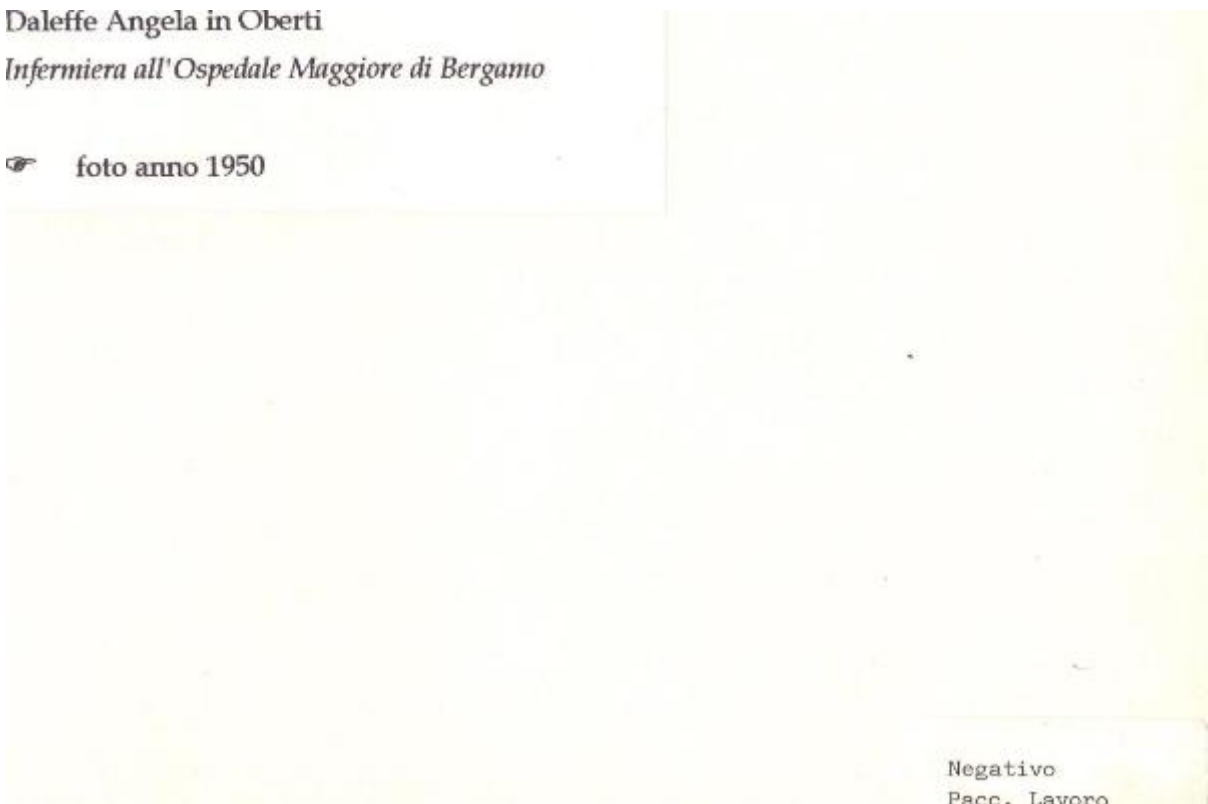 Daleffe Angela in Oberti
Infermiera all'Ospedale Maggiore di Bergamo
☞ foto anno 1950
Negativo
Pacc. Lavoro